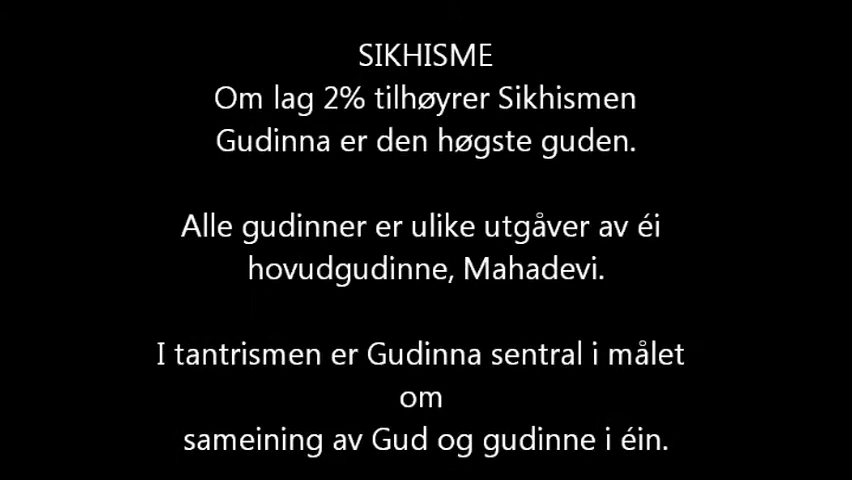 SIKHISME
Om lag 2% tilhøyrer Sikhismen
Gudinna er den høgste guden.
Alle gudinner er ulike utgåver av éi
hovudgudinne, Mahadevi.
I tantrismen er Gudinna sentral i målet
om
sameining av Gud og gudinne i éin.